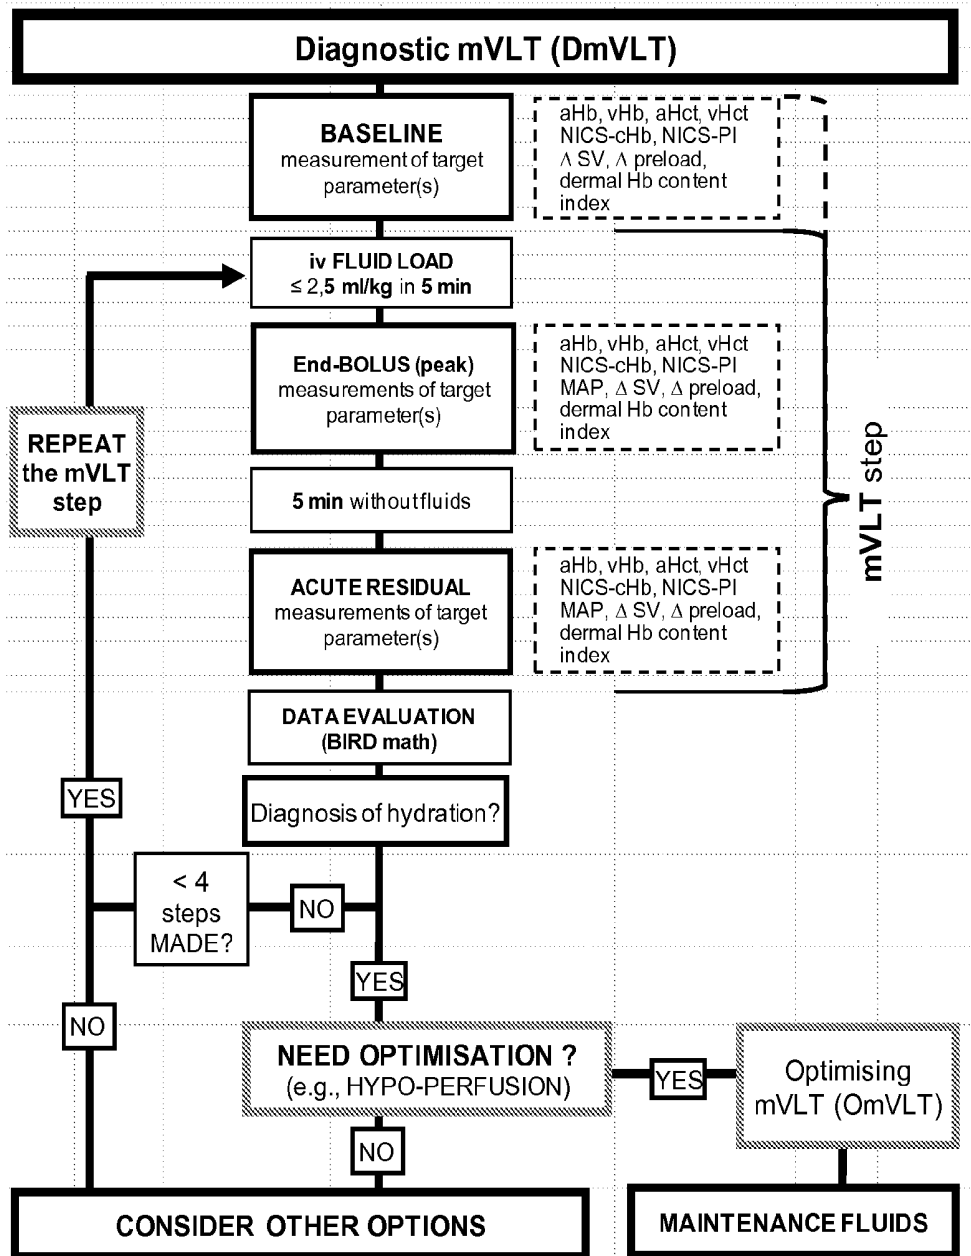 Diagnostic mVLT (DmVLT)
BASELINE
measurement of target
parameter(s)
aHb, vHb, aHct, vHct
NICS-cHb, NICS-PI
Δ SV, Δ preload,
dermal Hb content
index
iv FLUID LOAD
≤ 2,5 ml/kg in 5 min
End-BOLUS (peak)
measurements of target
parameter(s)
aHb, vHb, aHct, vHct
NICS-cHb, NICS-PI
MAP, Δ SV, Δ preload,
dermal Hb content
index
REPEAT
the mVLT
step
5 min without fluids
mVLT step
ACUTE RESIDUAL
measurements of target
parameter(s)
aHb, vHb, aHct, vHct
NICS-cHb, NICS-PI
MAP, Δ SV, Δ preload,
dermal Hb content
index
DATA EVALUATION
(BIRD math)
YES
Diagnosis of hydration?
< 4
steps
MADE?
NO
YES
NO
NEED OPTIMISATION ?
(e.g., HYPO-PERFUSION)
YES
Optimising
mVLT (OmVLT)
NO
CONSIDER OTHER OPTIONS
MAINTENANCE FLUIDS